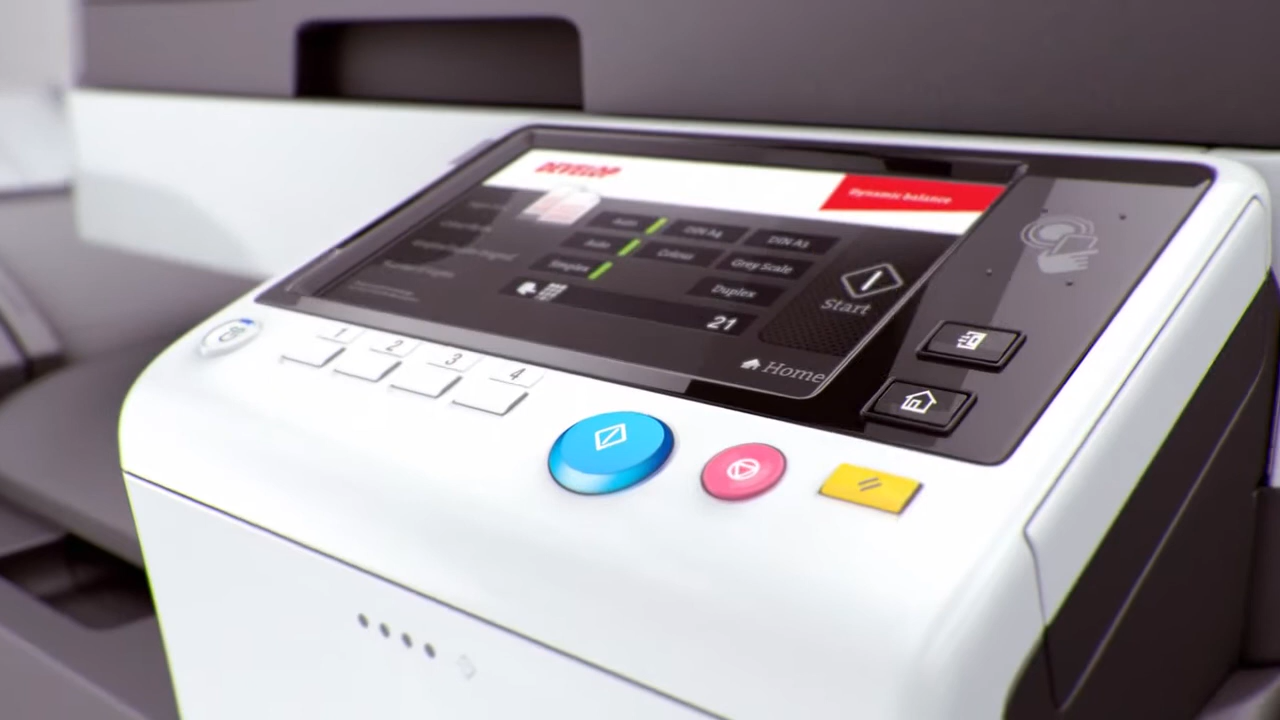 DEVELOP
Dynamic balance
Auto DIN A4 DIN A3
Auto Colour Grey Scale
Simplex Duplex
21
Start
Home
1 2 3 4